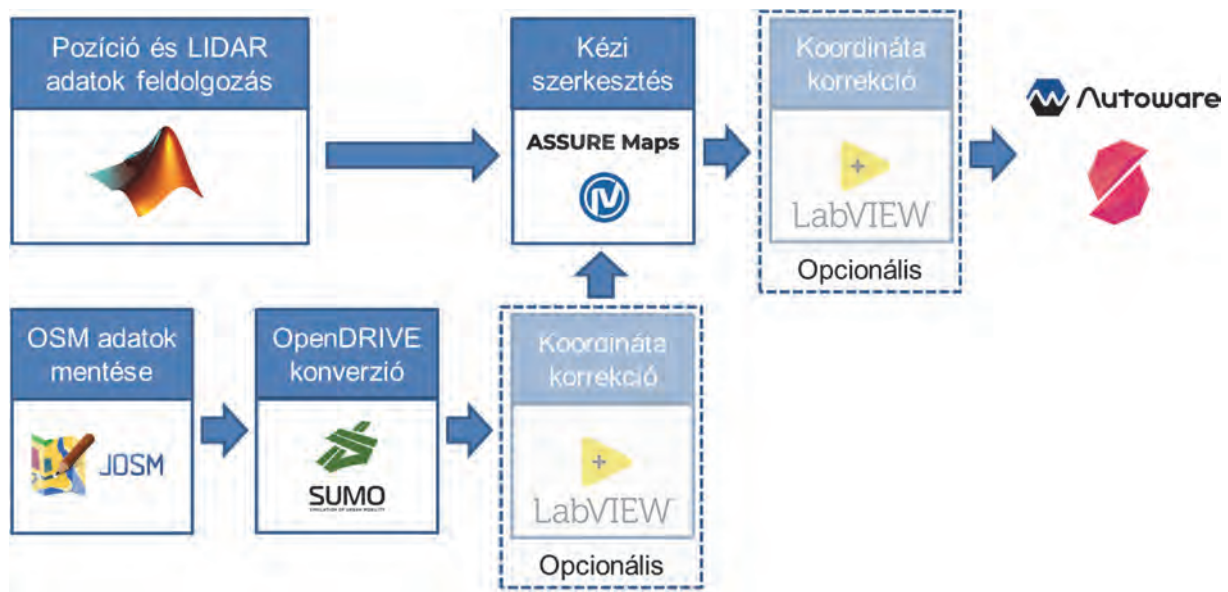 Pozíció és LIDAR
adatok feldolgozás
Kézi
szerkesztés
ASSURE Maps
Koordináta
korrekció
LabVIEW
Opcionális
Autoware
OSM adatok
mentése
JOSM
OpenDRIVE
konverzió
SUMO
SIMULATION OF URBAN MOBILITY
Koordináta
korrekció
LabVIEW
Opcionális